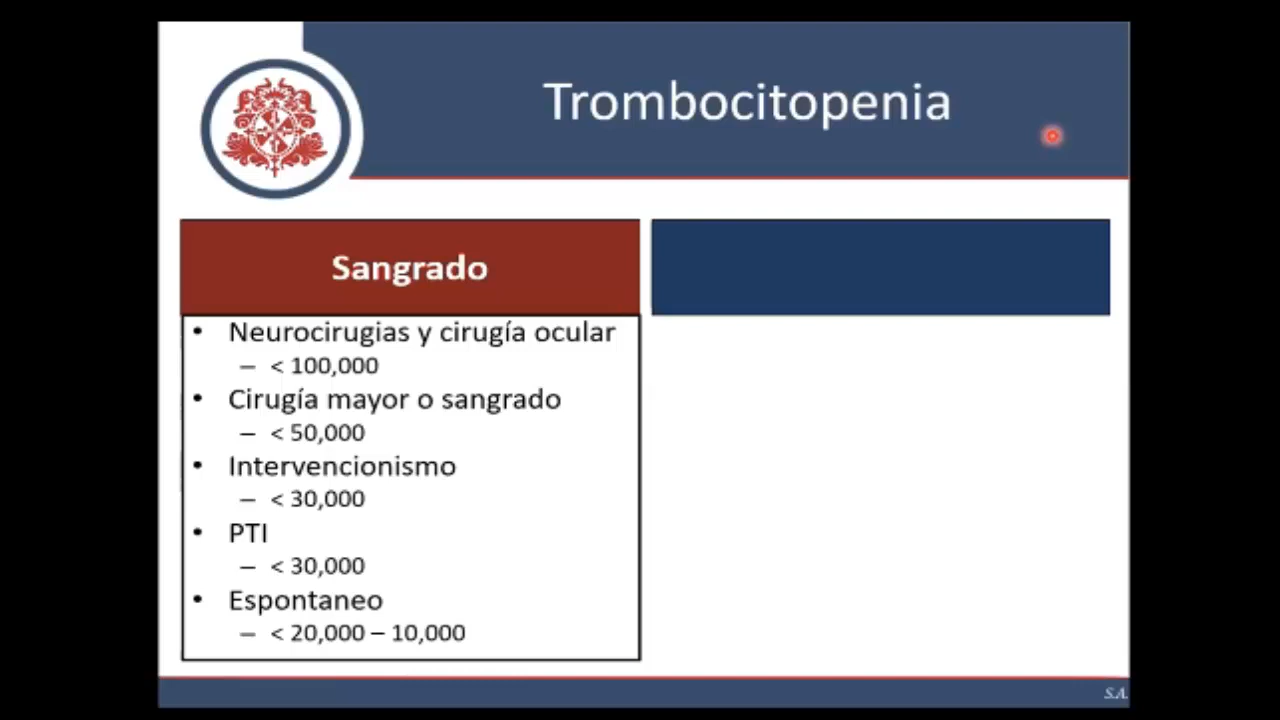 Trombocitopenia
Sangrado
• Neurocirugias y cirugía ocular
– < 100,000
• Cirugía mayor o sangrado
– < 50,000
• Intervencionismo
– < 30,000
• PTI
– < 30,000
• Espontaneo
– < 20,000 – 10,000
S.A.